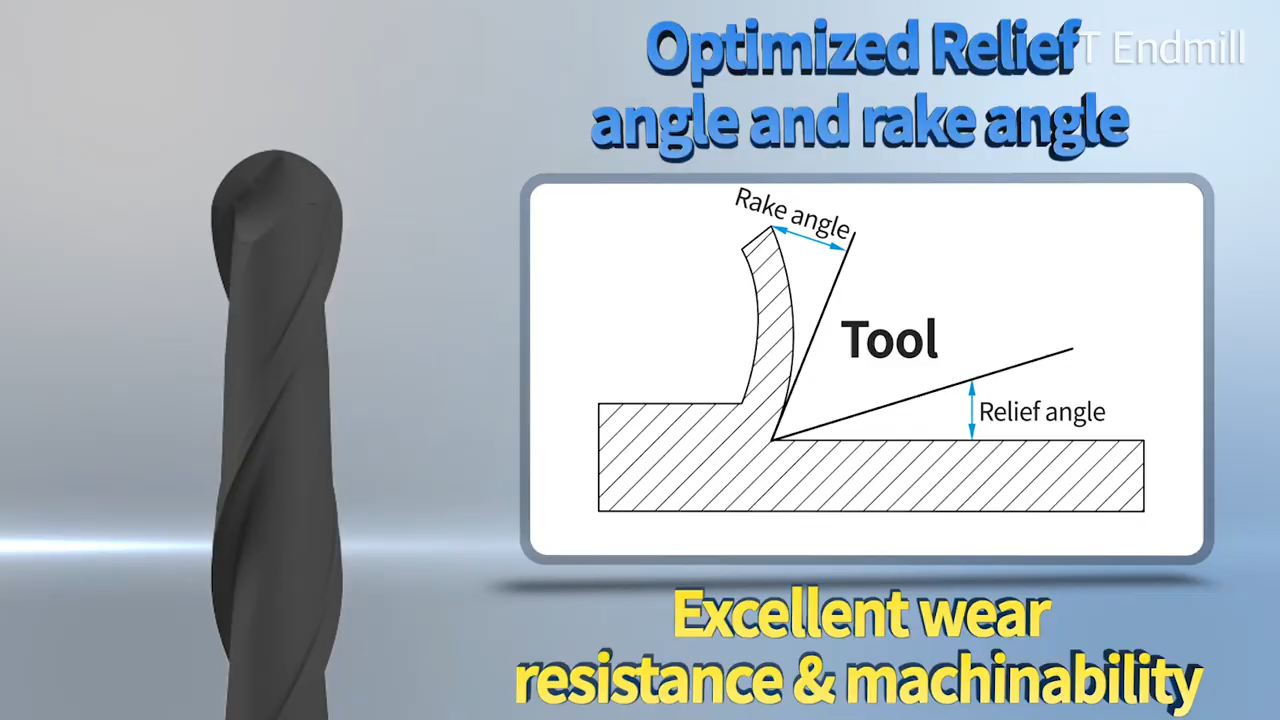 Optimized Relief
T Endmill
angle and rake angle
Rake angle
Tool
Relief angle
Excellent wear
resistance & machinability